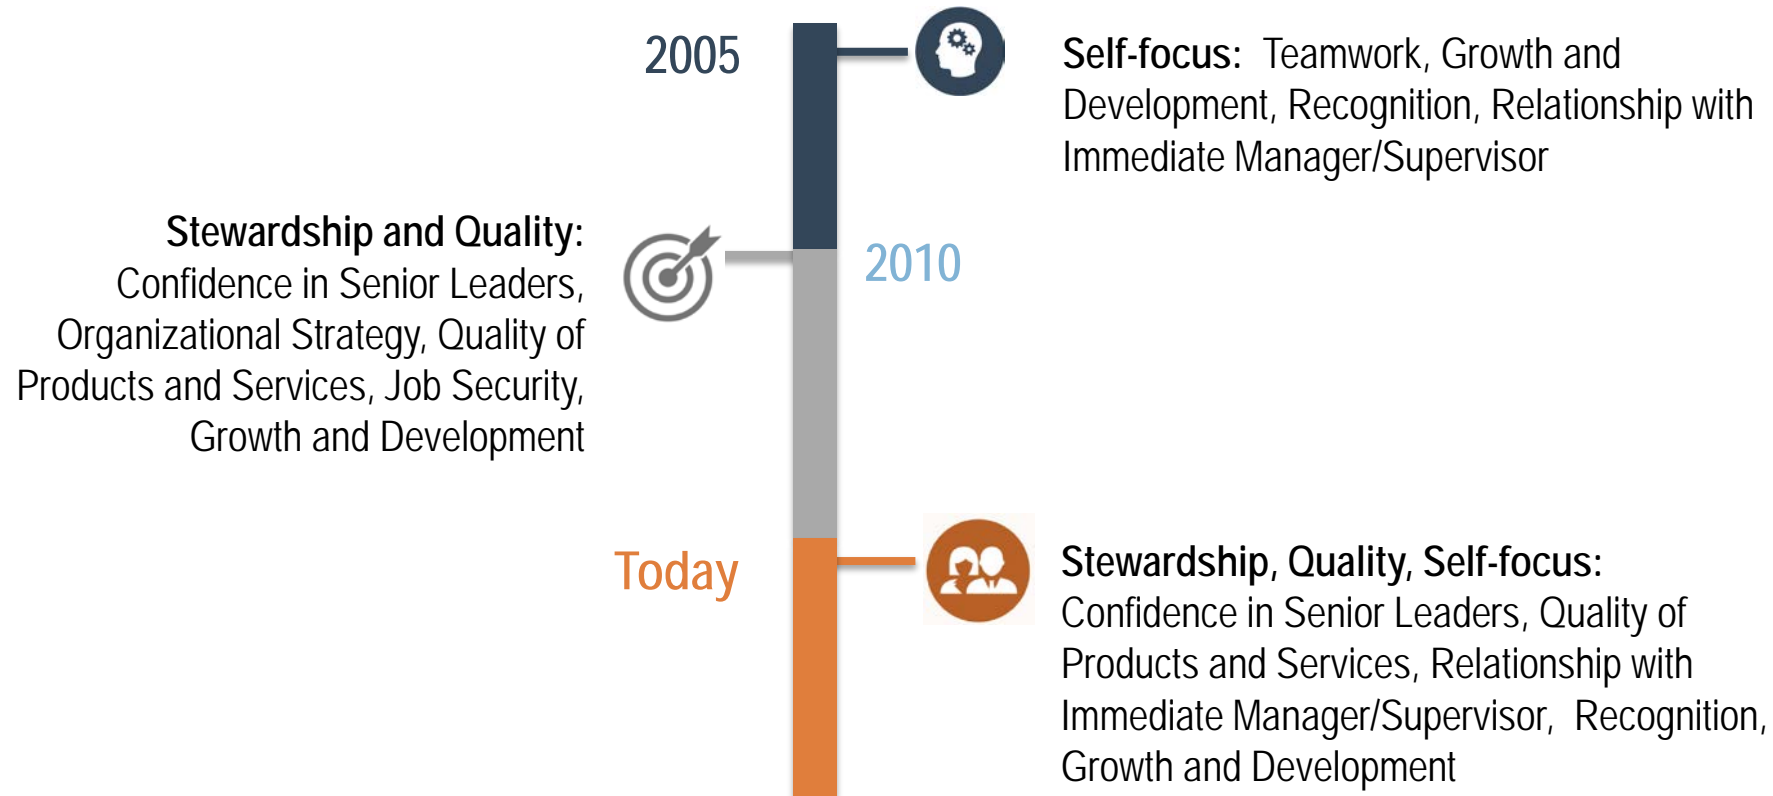 2005
Self-focus: Teamwork, Growth and
Development, Recognition, Relationship with
Immediate Manager/Supervisor
Stewardship and Quality:
Confidence in Senior Leaders,
Organizational Strategy, Quality of
Products and Services, Job Security,
Growth and Development
2010
Today
Stewardship, Quality, Self-focus:
Confidence in Senior Leaders, Quality of
Products and Services, Relationship with
Immediate Manager/Supervisor, Recognition,
Growth and Development